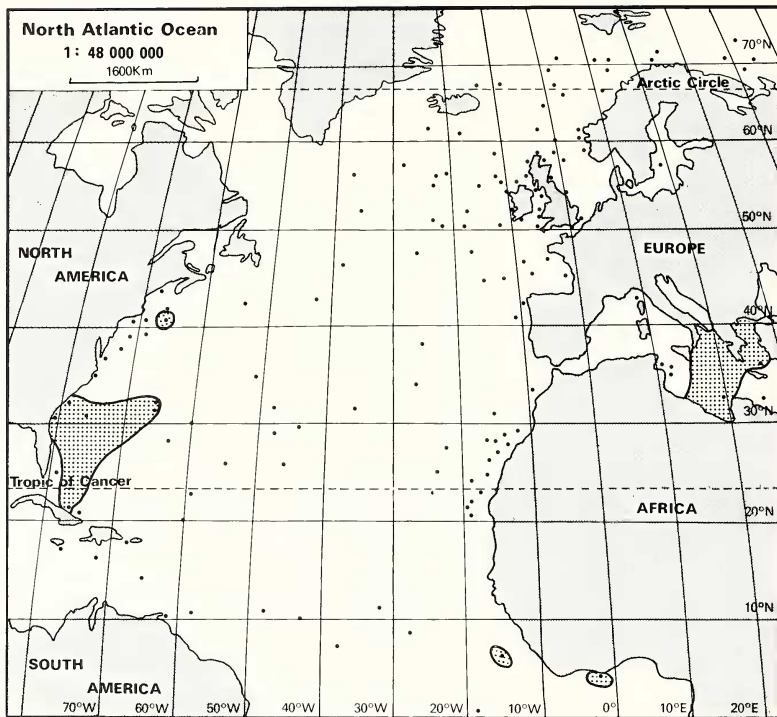 North Atlantic Ocean
1: 48 000 000
1600Km
70°N
Arctic Circle
60°N
50°N
NORTH
AMERICA
EUROPE
40°N
30°N
Tropic of Cancer
AFRICA
20°N
10°N
SOUTH
AMERICA
70°W
60°W
50°W
40°W
30°W
20°W
10°W
0°
10°E
20°E